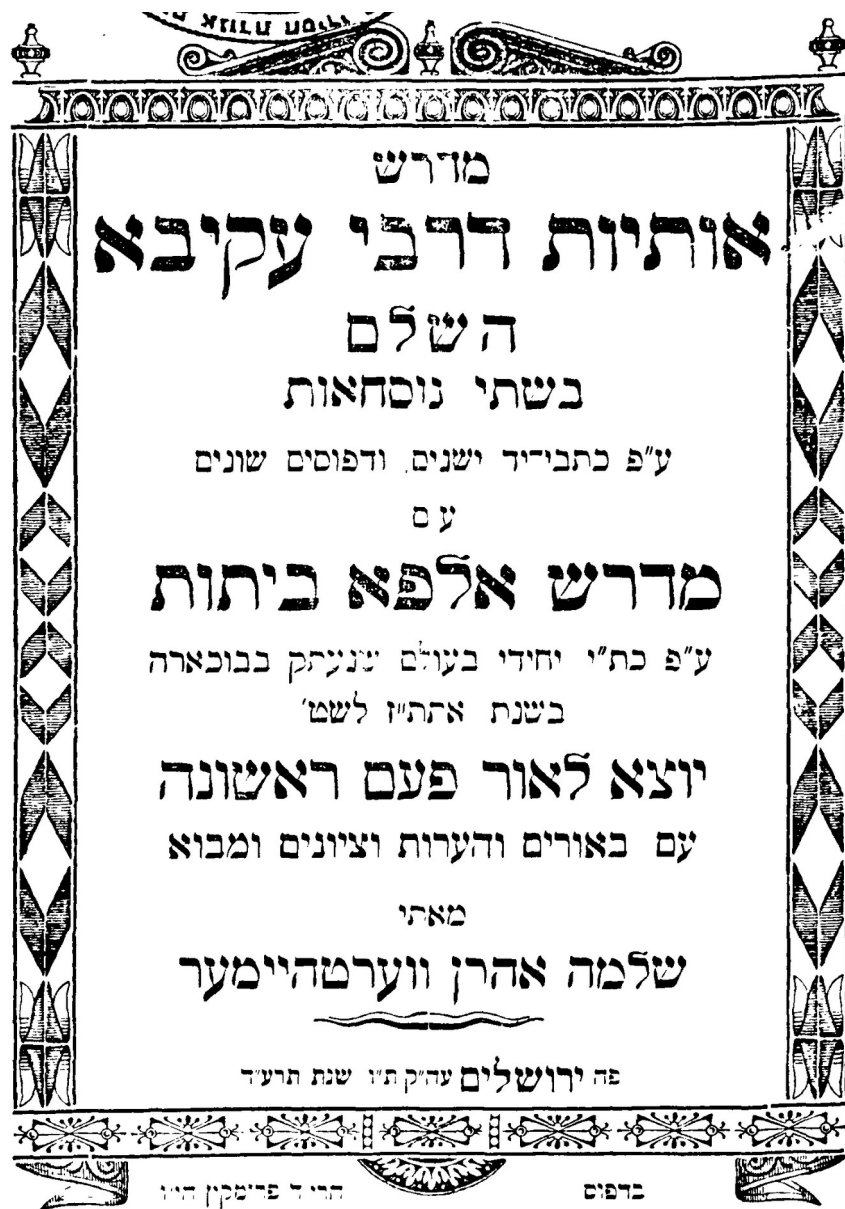 מדרש
אותיות דרבי עקיבא
השלם
בשתי נוסחאות
ע״פ כתבי־יד ישנים, ודפוסים שונים
עם
מדרש אלפא ביתות
ע״פ כת״י יחידי בעולם שנעתק בבוכארה
בשנת אתת״ז לשט׳
יוצא לאור פעם ראשונה
עם באורים והערות וציונים ומבוא
מאתי
שלמה אהרן ווערטהיימער
פה ירושלים עה״ק ת״ו שנת תרע״ד
בדפוס הרי״ד פרומקין הי״ו